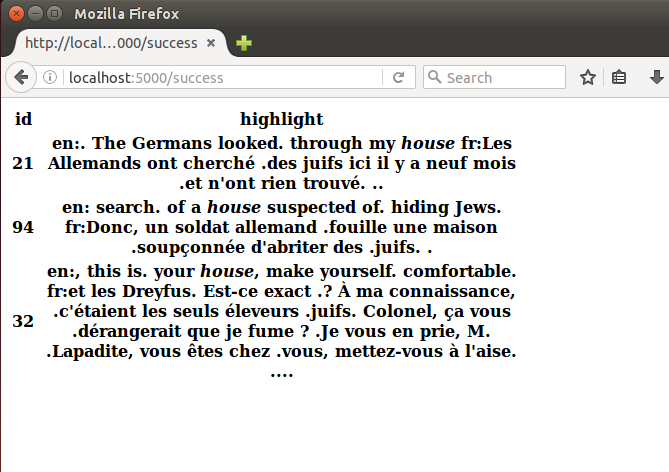 Mozilla Firefox
http://local...000/success
localhost:5000/success
Search
id highlight
en:. The Germans looked. through my house fr:Les
21 Allemands ont cherché .des juifs ici il y a neuf mois
.et n'ont rien trouvé. ..
en: search. of a house suspected of. hiding Jews.
94 fr:Donc, un soldat allemand .fouille une maison
.soupçonnée d'abriter des .juifs. .
en:, this is. your house, make yourself. comfortable.
fr:et les Dreyfus. Est-ce exact .? À ma connaissance,
.c'étaient les seuls éleveurs .juifs. Colonel, ça vous
32 .dérangerait que je fume ? .Je vous en prie, M.
.Lapadite, vous êtes chez .vous, mettez-vous à l'aise.
....